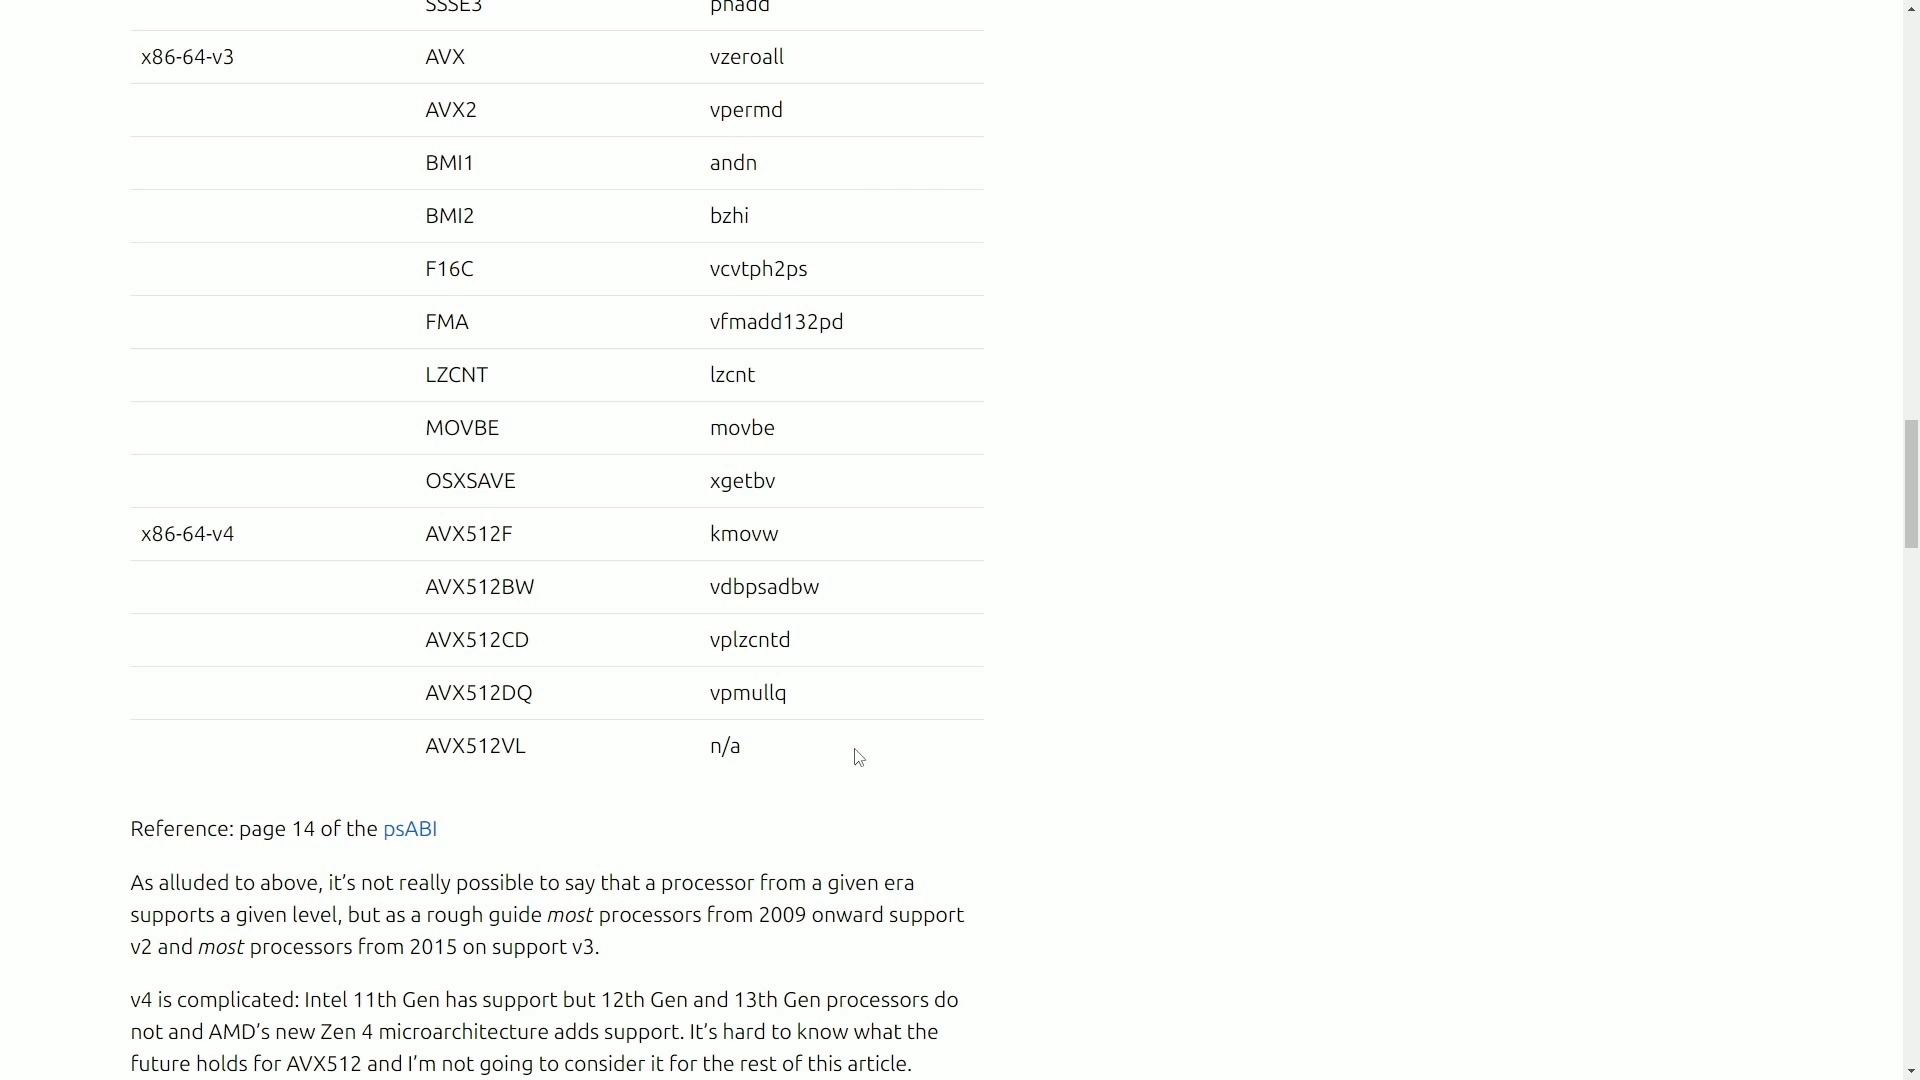 SSSE3 phadd
x86-64-v3 AVX vzeroall
AVX2 vpermd
BMI1 andn
BMI2 bzhi
F16C vcvtph2ps
FMA vfmadd132pd
LZCNT lzcnt
MOVBE movbe
OSXSAVE xgetbv
x86-64-v4 AVX512F kmovw
AVX512BW vdbpsadbw
AVX512CD vplzcntd
AVX512DQ vpmullq
AVX512VL n/a
Reference: page 14 of the psABI
As alluded to above, it’s not really possible to say that a processor from a given era
supports a given level, but as a rough guide most processors from 2009 onward support
v2 and most processors from 2015 on support v3.
v4 is complicated: Intel 11th Gen has support but 12th Gen and 13th Gen processors do
not and AMD’s new Zen 4 microarchitecture adds support. It’s hard to know what the
future holds for AVX512 and I’m not going to consider it for the rest of this article.